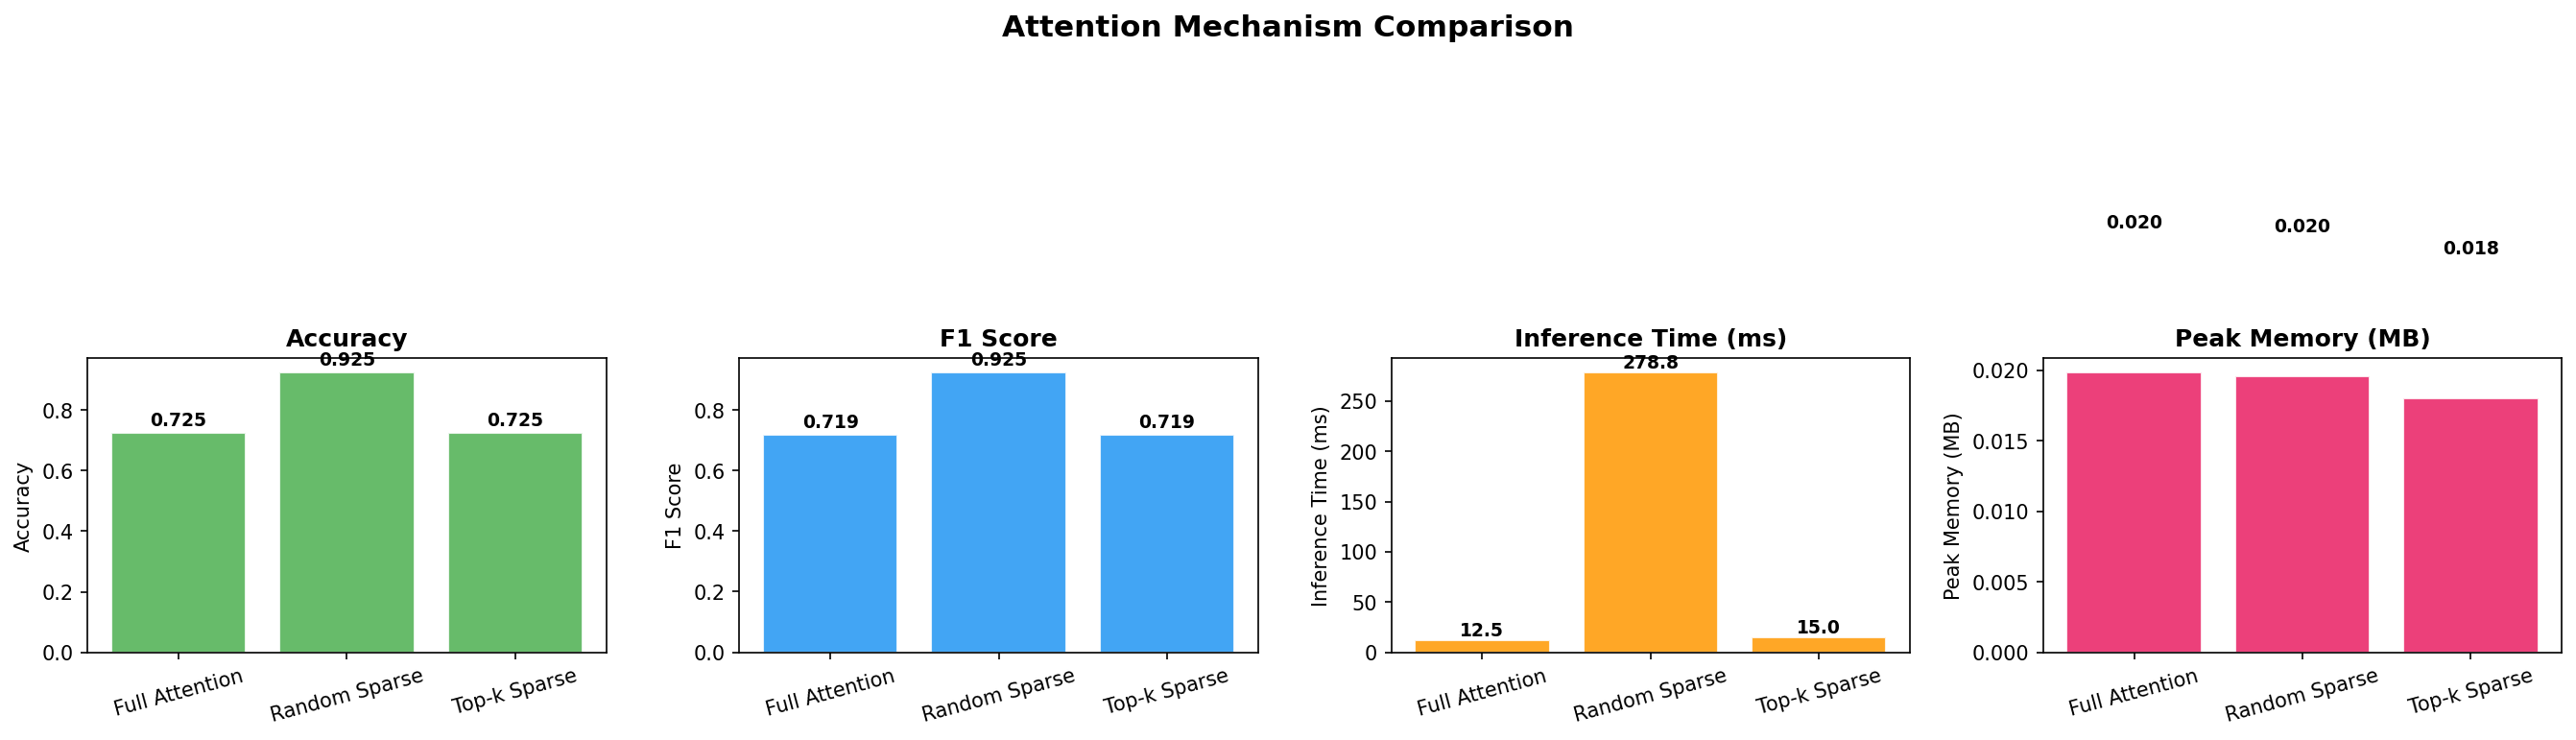 Attention Mechanism Comparison
Accuracy
Accuracy
0.8
0.6
0.4
0.2
0.0
0.725
0.925
0.725
Full Attention
Random Sparse
Top-k Sparse
F1 Score
F1 Score
0.8
0.6
0.4
0.2
0.0
0.719
0.925
0.719
Full Attention
Random Sparse
Top-k Sparse
Inference Time (ms)
Inference Time (ms)
250
200
150
100
50
0
12.5
278.8
15.0
Full Attention
Random Sparse
Top-k Sparse
0.020
0.020
0.018
Peak Memory (MB)
Peak Memory (MB)
0.020
0.015
0.010
0.005
0.000
Full Attention
Random Sparse
Top-k Sparse